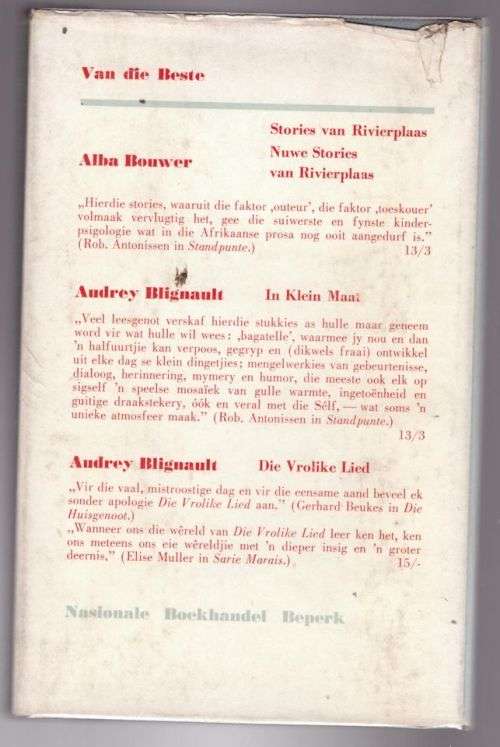 Van die Beste
Stories van Rivierplaas
Nuwe Stories
Alba Bouwer
van Rivierplaas
„Hierdie stories, waaruit die faktor ‚outeur’, die faktor ‚toeskouer’
volmaak vervlugtig het, gee die suiwerste en fynste kinder-
psigologie wat in die Afrikaanse prosa nog ooit aangedurf is.”
(Rob. Antonissen in Standpunte.) 13/3
Audrey Blignault In Klein Maat
„Veel leesgenot verskaf hierdie stukkies as hulle maar geneem
word vir wat hulle wil wees: ‚bagatelle’, waarmee jy nou en dan
’n halfuurtjie kan verpoos, gegryp en (dikwels fraai) ontwikkel
uit elke dag se klein dingetjies; mengelwerkies van gebeurtenisse,
dialoog, herinnering, mymery en humor, die meeste ook elk op
sigself ’n speelse mosaïek van gulle warmte, ingetoënheid en
guitige draakstekery, óók en veral met die Sélf, — wat soms ’n
unieke atmosfeer maak.” (Rob. Antonissen in Standpunte.)
13/3
Audrey Blignault Die Vrolike Lied
„Vir die vaal, mistroostige dag en vir die eensame aand beveel ek
sonder apologie Die Vrolike Lied aan.” (Gerhard Beukes in Die
Huisgenoot.)
„Wanneer ons die wêreld van Die Vrolike Lied leer ken het, ken
ons meteens ons eie wêreldjie met ’n dieper insig en ’n groter
deernis.” (Elise Muller in Sarie Marais.) 15/-
Nasionale Boekhandel Beperk